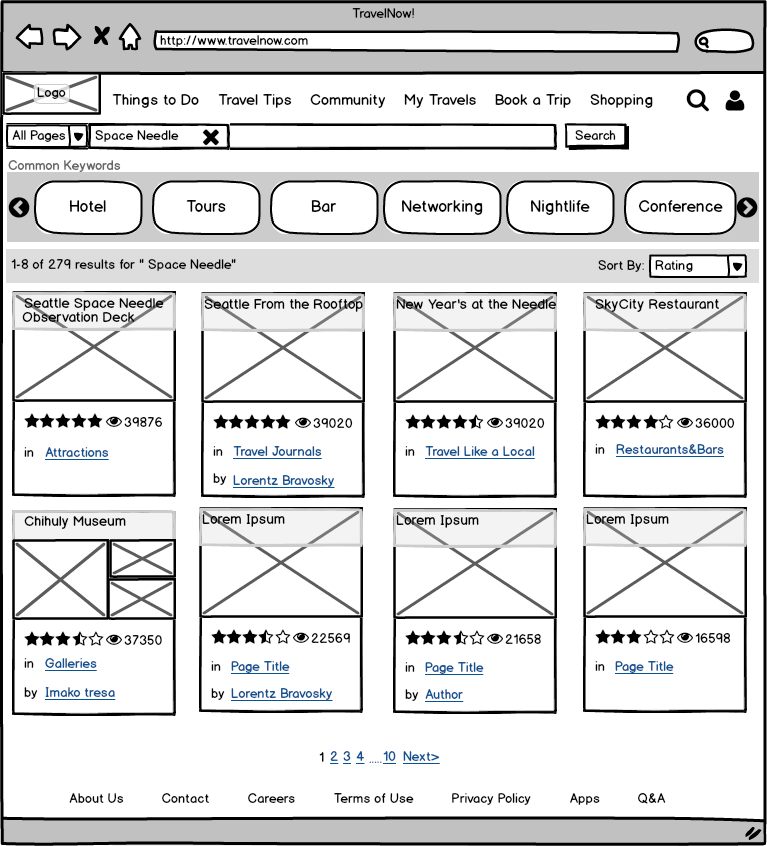 TravelNow!
http://www.travelnow.com
Logo
Things to Do Travel Tips Community My Travels Book a Trip Shopping
All Pages Space Needle Search
Common Keywords
Hotel Tours Bar Networking Nightlife Conference
1-8 of 279 results for " Space Needle" Sort By: Rating
Seattle Space Needle
Observation Deck
39876
in Attractions
Seattle From the Rooftop
39020
in Travel Journals
by Lorentz Bravosky
New Year's at the Needle
39020
in Travel Like a Local
SkyCity Restaurant
36000
in Restaurants&Bars
Chihuly Museum
37350
in Galleries
by Imako tresa
Lorem Ipsum
22569
in Page Title
by Lorentz Bravosky
Lorem Ipsum
21658
in Page Title
by Author
Lorem Ipsum
16598
in Page Title
1 2 3 4 .....10 Next>
About Us Contact Careers Terms of Use Privacy Policy Apps Q&A